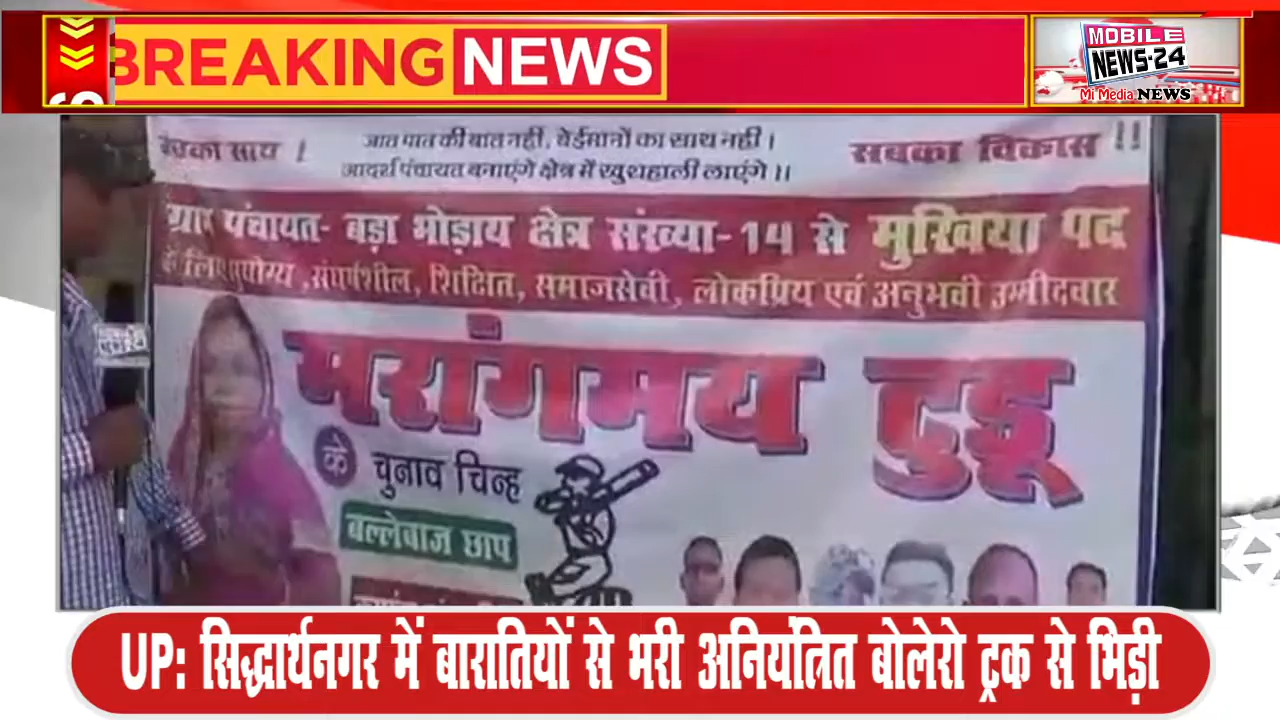 BREAKING NEWS
MOBILE
NEWS-24
Mi Media NEWS
सबका साथ !
जात पात की बात नहीं, बेईमानों का साथ नहीं।
आदर्श पंचायत बनाएंगे क्षेत्र में खुशहाली लाएंगे।।
सबका विकास !!
ग्राम पंचायत- बड़ा भोड़ाय क्षेत्र संख्या-14 से मुखिया पद
के लिए सुयोग्य, संघर्षशील, शिक्षित, समाजसेवी, लोकप्रिय एवं अनुभवी उम्मीदवार
मरांगमय टुडू
के चुनाव चिन्ह
बल्लेबाज छाप
UP: सिद्धार्थनगर में बारातियों से भरी अनियंत्रित बोलेरो ट्रक से भिड़ी